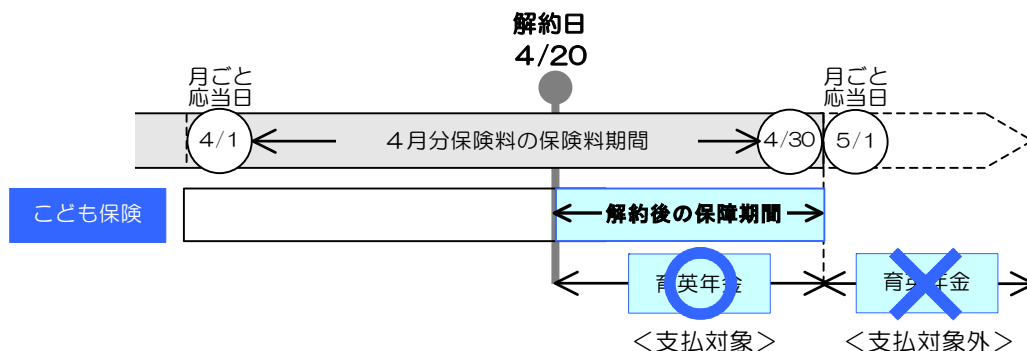 解約日
4/20
月ごと
応当日
月ごと
応当日
4/1
4月分保険料の保険料期間
4/30
5/1
こども保険
解約後の保障期間
育英年金
育英年金
＜支払対象＞
＜支払対象外＞